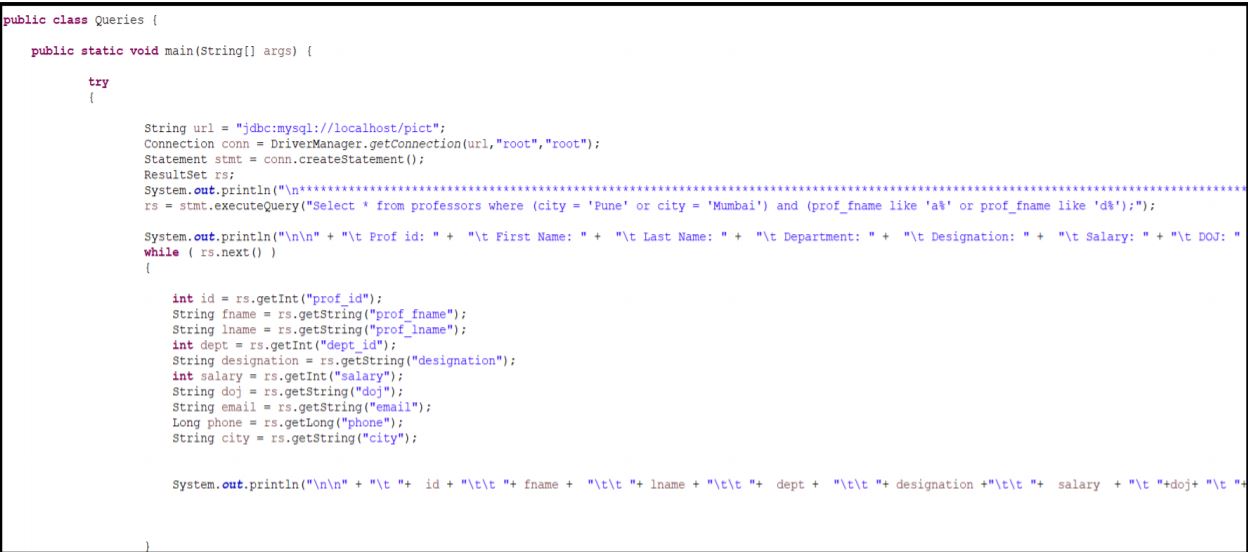 public class Queries {
public static void main(String[] args) {
try
{
String url = "jdbc:mysql://localhost/pict";
Connection conn = DriverManager.getConnection(url,"root","root");
Statement stmt = conn.createStatement();
ResultSet rs;
System.out.println("\n****************************************************************************************************************************************
rs = stmt.executeQuery("Select * from professors where (city = 'Pune' or city = 'Mumbai') and (prof_fname like 'a%' or prof_fname like 'd%');");
System.out.println("\n\n" + "\t Prof id: " + "\t First Name: " + "\t Last Name: " + "\t Department: " + "\t Designation: " + "\t Salary: " + "\t DOJ: "
while ( rs.next() )
{
int id = rs.getInt("prof_id");
String fname = rs.getString("prof_fname");
String lname = rs.getString("prof_lname");
int dept = rs.getInt("dept_id");
String designation = rs.getString("designation");
int salary = rs.getInt("salary");
String doj = rs.getString("doj");
String email = rs.getString("email");
Long phone = rs.getLong("phone");
String city = rs.getString("city");
System.out.println("\n\n" + "\t "+ id + "\t\t "+ fname + "\t\t "+ lname + "\t\t "+ dept + "\t\t "+ designation +"\t\t "+ salary + "\t "+doj+ "\t "+
}